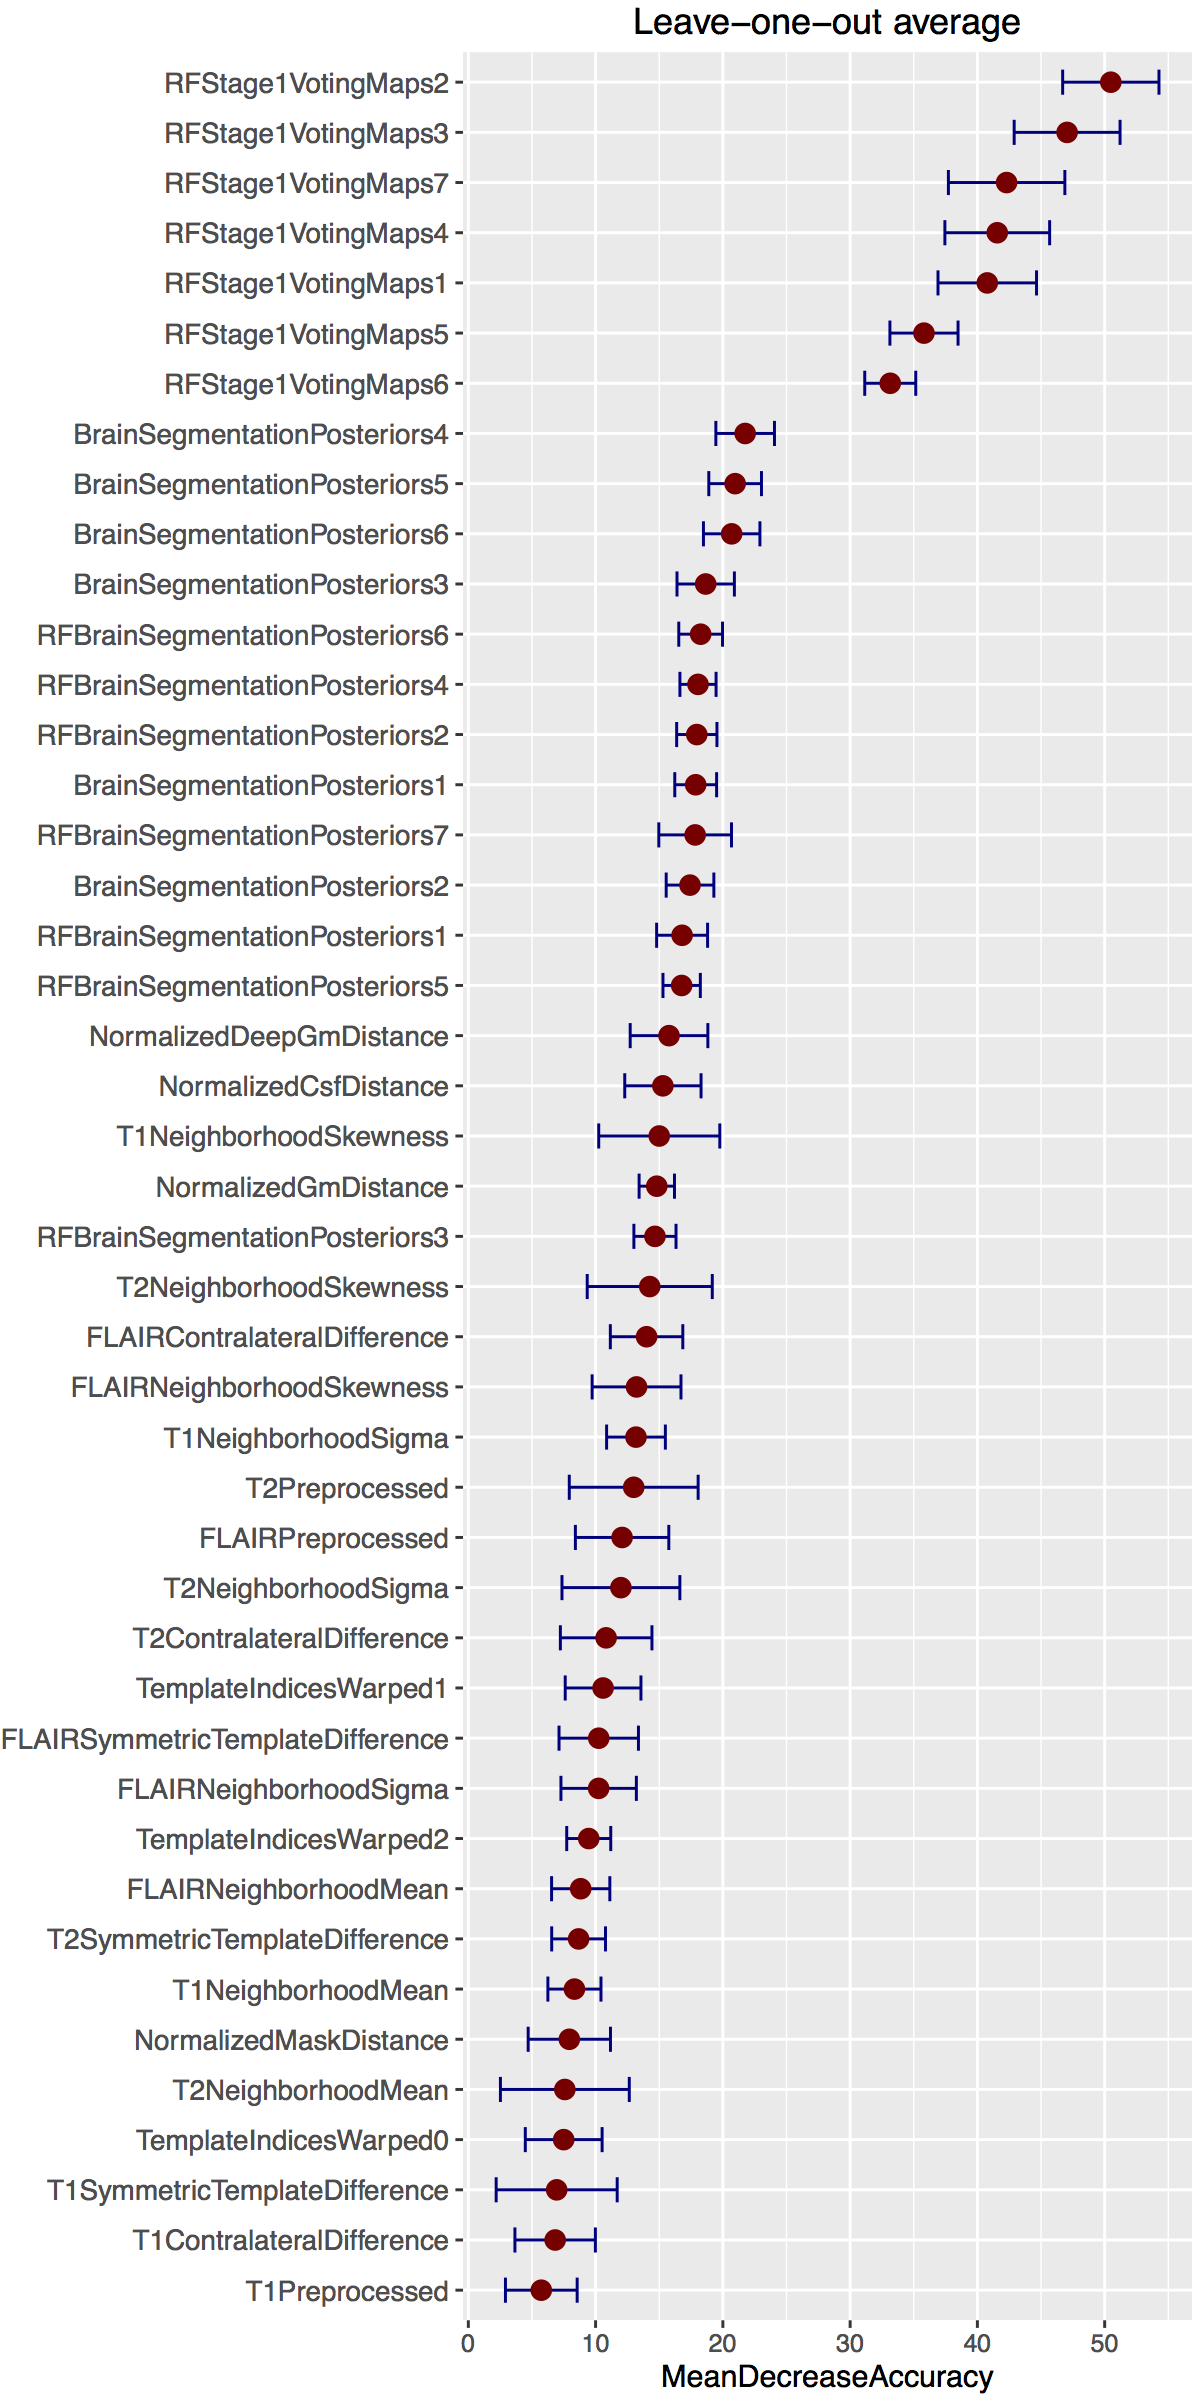 Leave−one−out average
RFStage1VotingMaps2
RFStage1VotingMaps3
RFStage1VotingMaps7
RFStage1VotingMaps4
RFStage1VotingMaps1
RFStage1VotingMaps5
RFStage1VotingMaps6
BrainSegmentationPosteriors4
BrainSegmentationPosteriors5
BrainSegmentationPosteriors6
BrainSegmentationPosteriors3
RFBrainSegmentationPosteriors6
RFBrainSegmentationPosteriors4
RFBrainSegmentationPosteriors2
BrainSegmentationPosteriors1
RFBrainSegmentationPosteriors7
BrainSegmentationPosteriors2
RFBrainSegmentationPosteriors1
RFBrainSegmentationPosteriors5
NormalizedDeepGmDistance
NormalizedCsfDistance
T1NeighborhoodSkewness
NormalizedGmDistance
RFBrainSegmentationPosteriors3
T2NeighborhoodSkewness
FLAIRContralateralDifference
FLAIRNeighborhoodSkewness
T1NeighborhoodSigma
T2Preprocessed
FLAIRPreprocessed
T2NeighborhoodSigma
T2ContralateralDifference
TemplateIndicesWarped1
FLAIRSymmetricTemplateDifference
FLAIRNeighborhoodSigma
TemplateIndicesWarped2
FLAIRNeighborhoodMean
T2SymmetricTemplateDifference
T1NeighborhoodMean
NormalizedMaskDistance
T2NeighborhoodMean
TemplateIndicesWarped0
T1SymmetricTemplateDifference
T1ContralateralDifference
T1Preprocessed
0 10 20 30 40 50
MeanDecreaseAccuracy